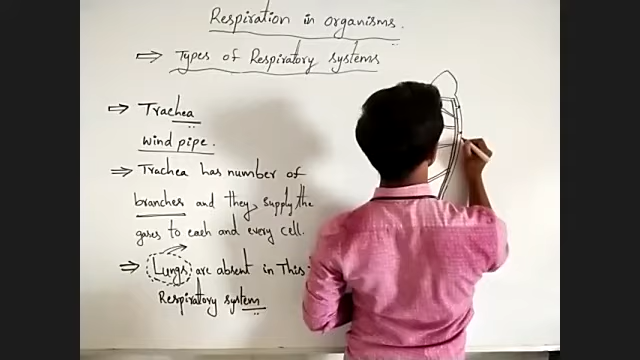 Respiration in organisms.
⇒ Types of Respiratory systems
⇒ Trachea
wind pipe.
⇒ Trachea has number of
branches and they supply the
gases to each and every cell.
⇒ Lungs are absent in This
Respiratory system